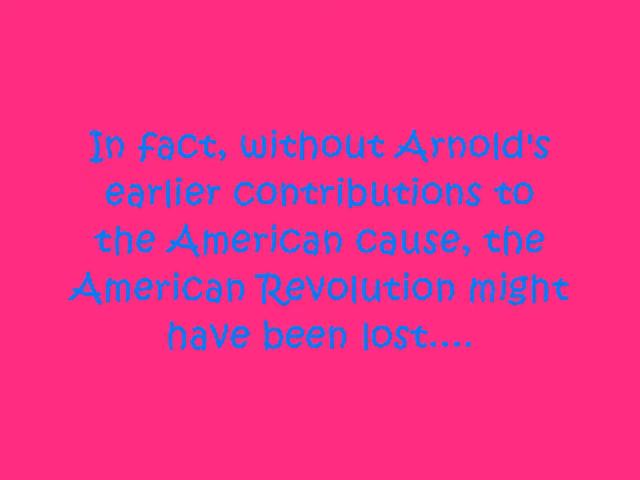 In fact, without Arnold's
earlier contributions to
the American cause, the
American Revolution might
have been lost....